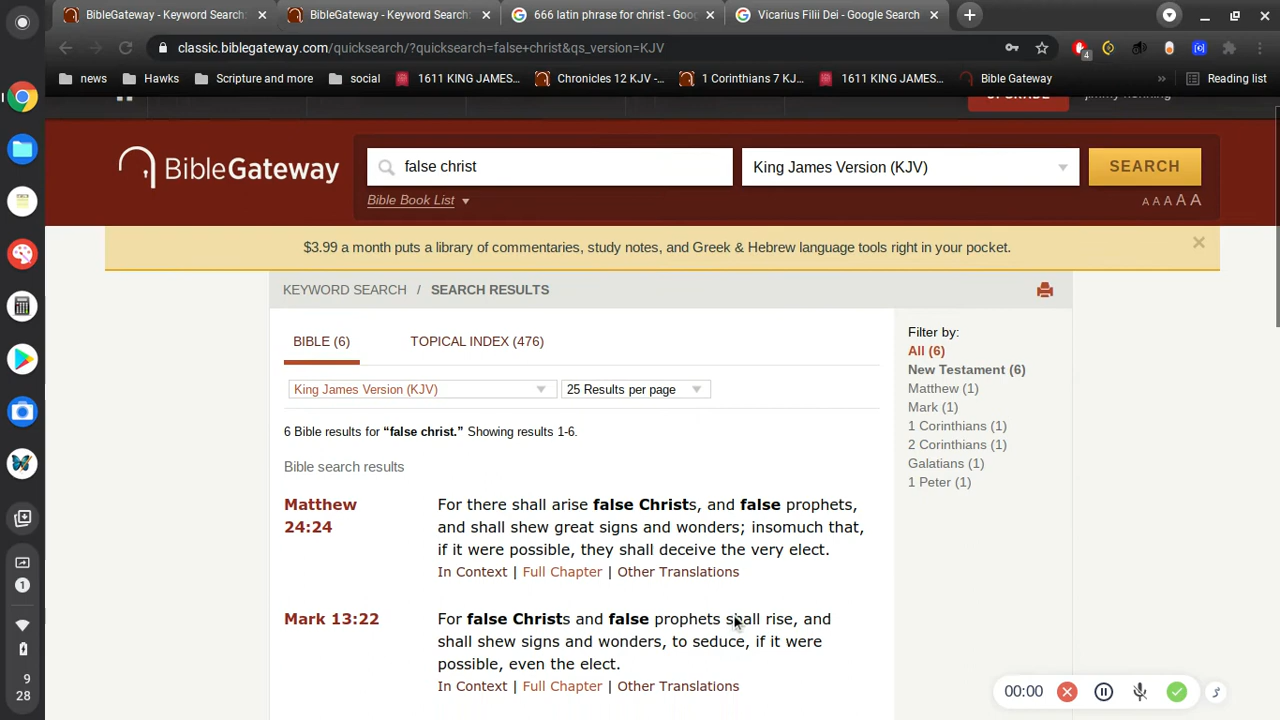 BibleGateway - Keyword Search:
BibleGateway - Keyword Search:
666 latin phrase for christ - Goo
Vicarius Filii Dei - Google Search
classic.biblegateway.com/quicksearch/?quicksearch=false+christ&qs_version=KJV
4
news
Hawks
Scripture and more
social
1611 KING JAMES...
Chronicles 12 KJV -...
1 Corinthians 7 KJ...
1611 KING JAMES...
Bible Gateway
»
Reading list
UPGRADE
BibleGateway
false christ
King James Version (KJV)
SEARCH
Bible Book List
A A A A A
$3.99 a month puts a library of commentaries, study notes, and Greek & Hebrew language tools right in your pocket.
KEYWORD SEARCH / SEARCH RESULTS
BIBLE (6)
TOPICAL INDEX (476)
King James Version (KJV)
25 Results per page
6 Bible results for “false christ.” Showing results 1-6.
Bible search results
Matthew 
24:24
For there shall arise false Christs, and false prophets,
and shall shew great signs and wonders; insomuch that,
if it were possible, they shall deceive the very elect.
In Context | Full Chapter | Other Translations
Mark 13:22
For false Christs and false prophets shall rise, and
shall shew signs and wonders, to seduce, if it were
possible, even the elect.
In Context | Full Chapter | Other Translations
Filter by:
All (6)
New Testament (6)
Matthew (1)
Mark (1)
1 Corinthians (1)
2 Corinthians (1)
Galatians (1)
1 Peter (1)
1
9
28
00:00